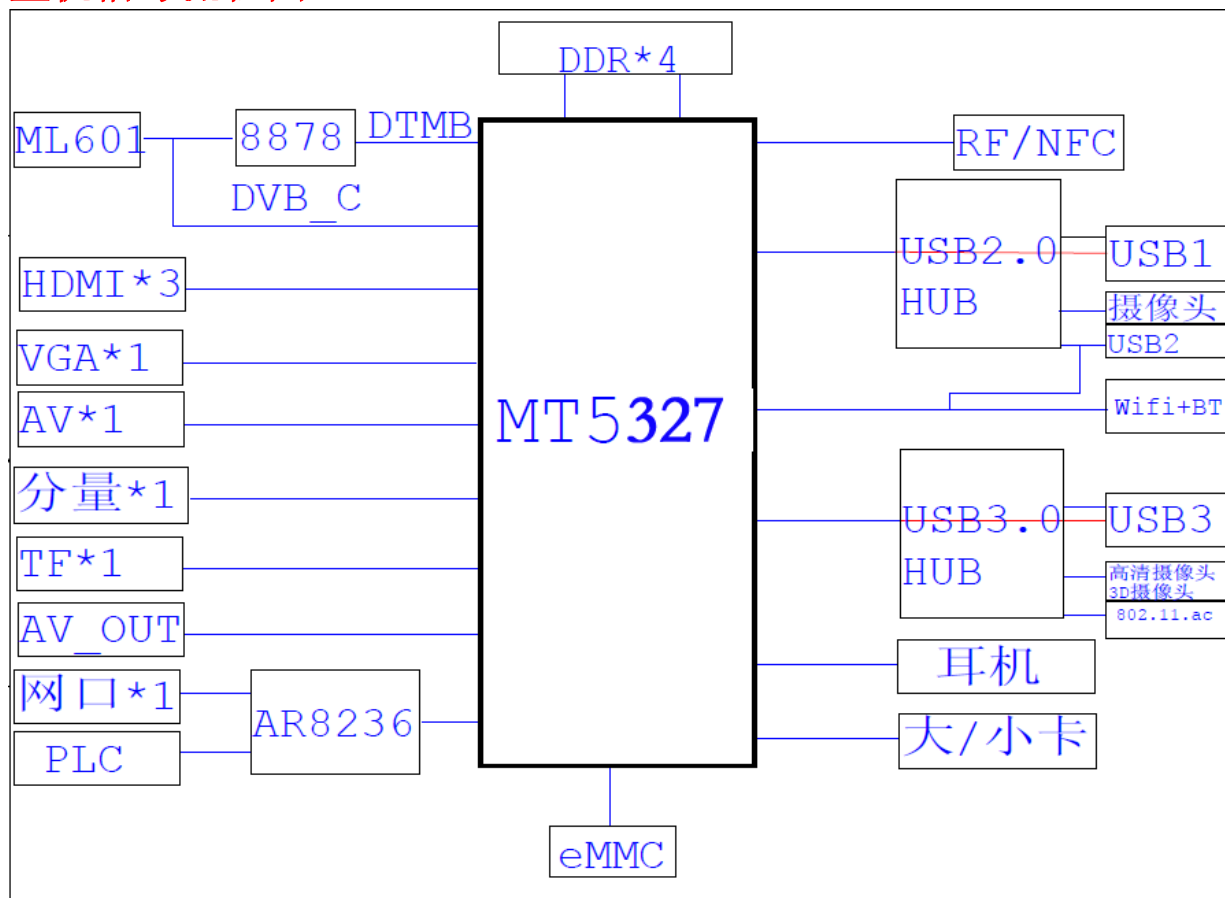 DDR*4
ML601
8878
DTMB
DVB_C
RF/NFC
USB2.0
HUB
USB1
摄像头
USB2
HDMI*3
VGA*1
AV*1
Wifi+BT
MT5327
分量*1
TF*1
AV_OUT
USB3.0
HUB
USB3
高清摄像头
3D摄像头
802.11.ac
网口*1
AR8236
PLC
耳机
大/小卡
eMMC